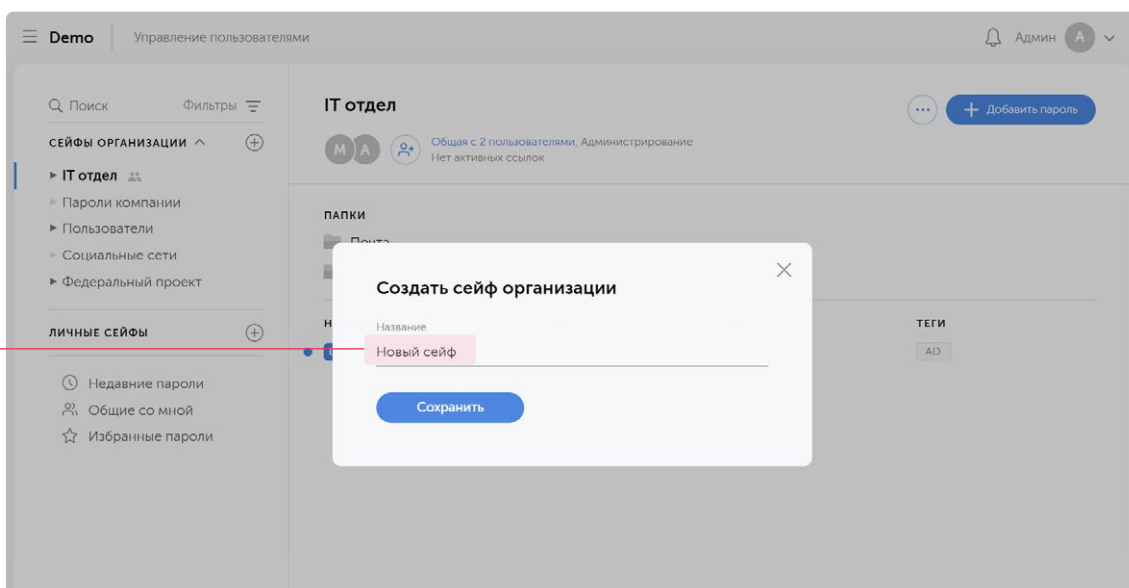 Demo
Управление пользователями
Админ
А
Поиск
Фильтры
СЕЙФЫ ОРГАНИЗАЦИИ
IT отдел
Пароли компании
Пользователи
Социальные сети
Федеральный проект
ЛИЧНЫЕ СЕЙФЫ
Недавние пароли
Общие со мной
Избранные пароли
IT отдел
Добавить пароль
М
А
Общая с 2 пользователями, Администрирование
Нет активных ссылок
ПАПКИ
Почта
ТЕГИ
AD
Создать сейф организации
Название
Новый сейф
Сохранить